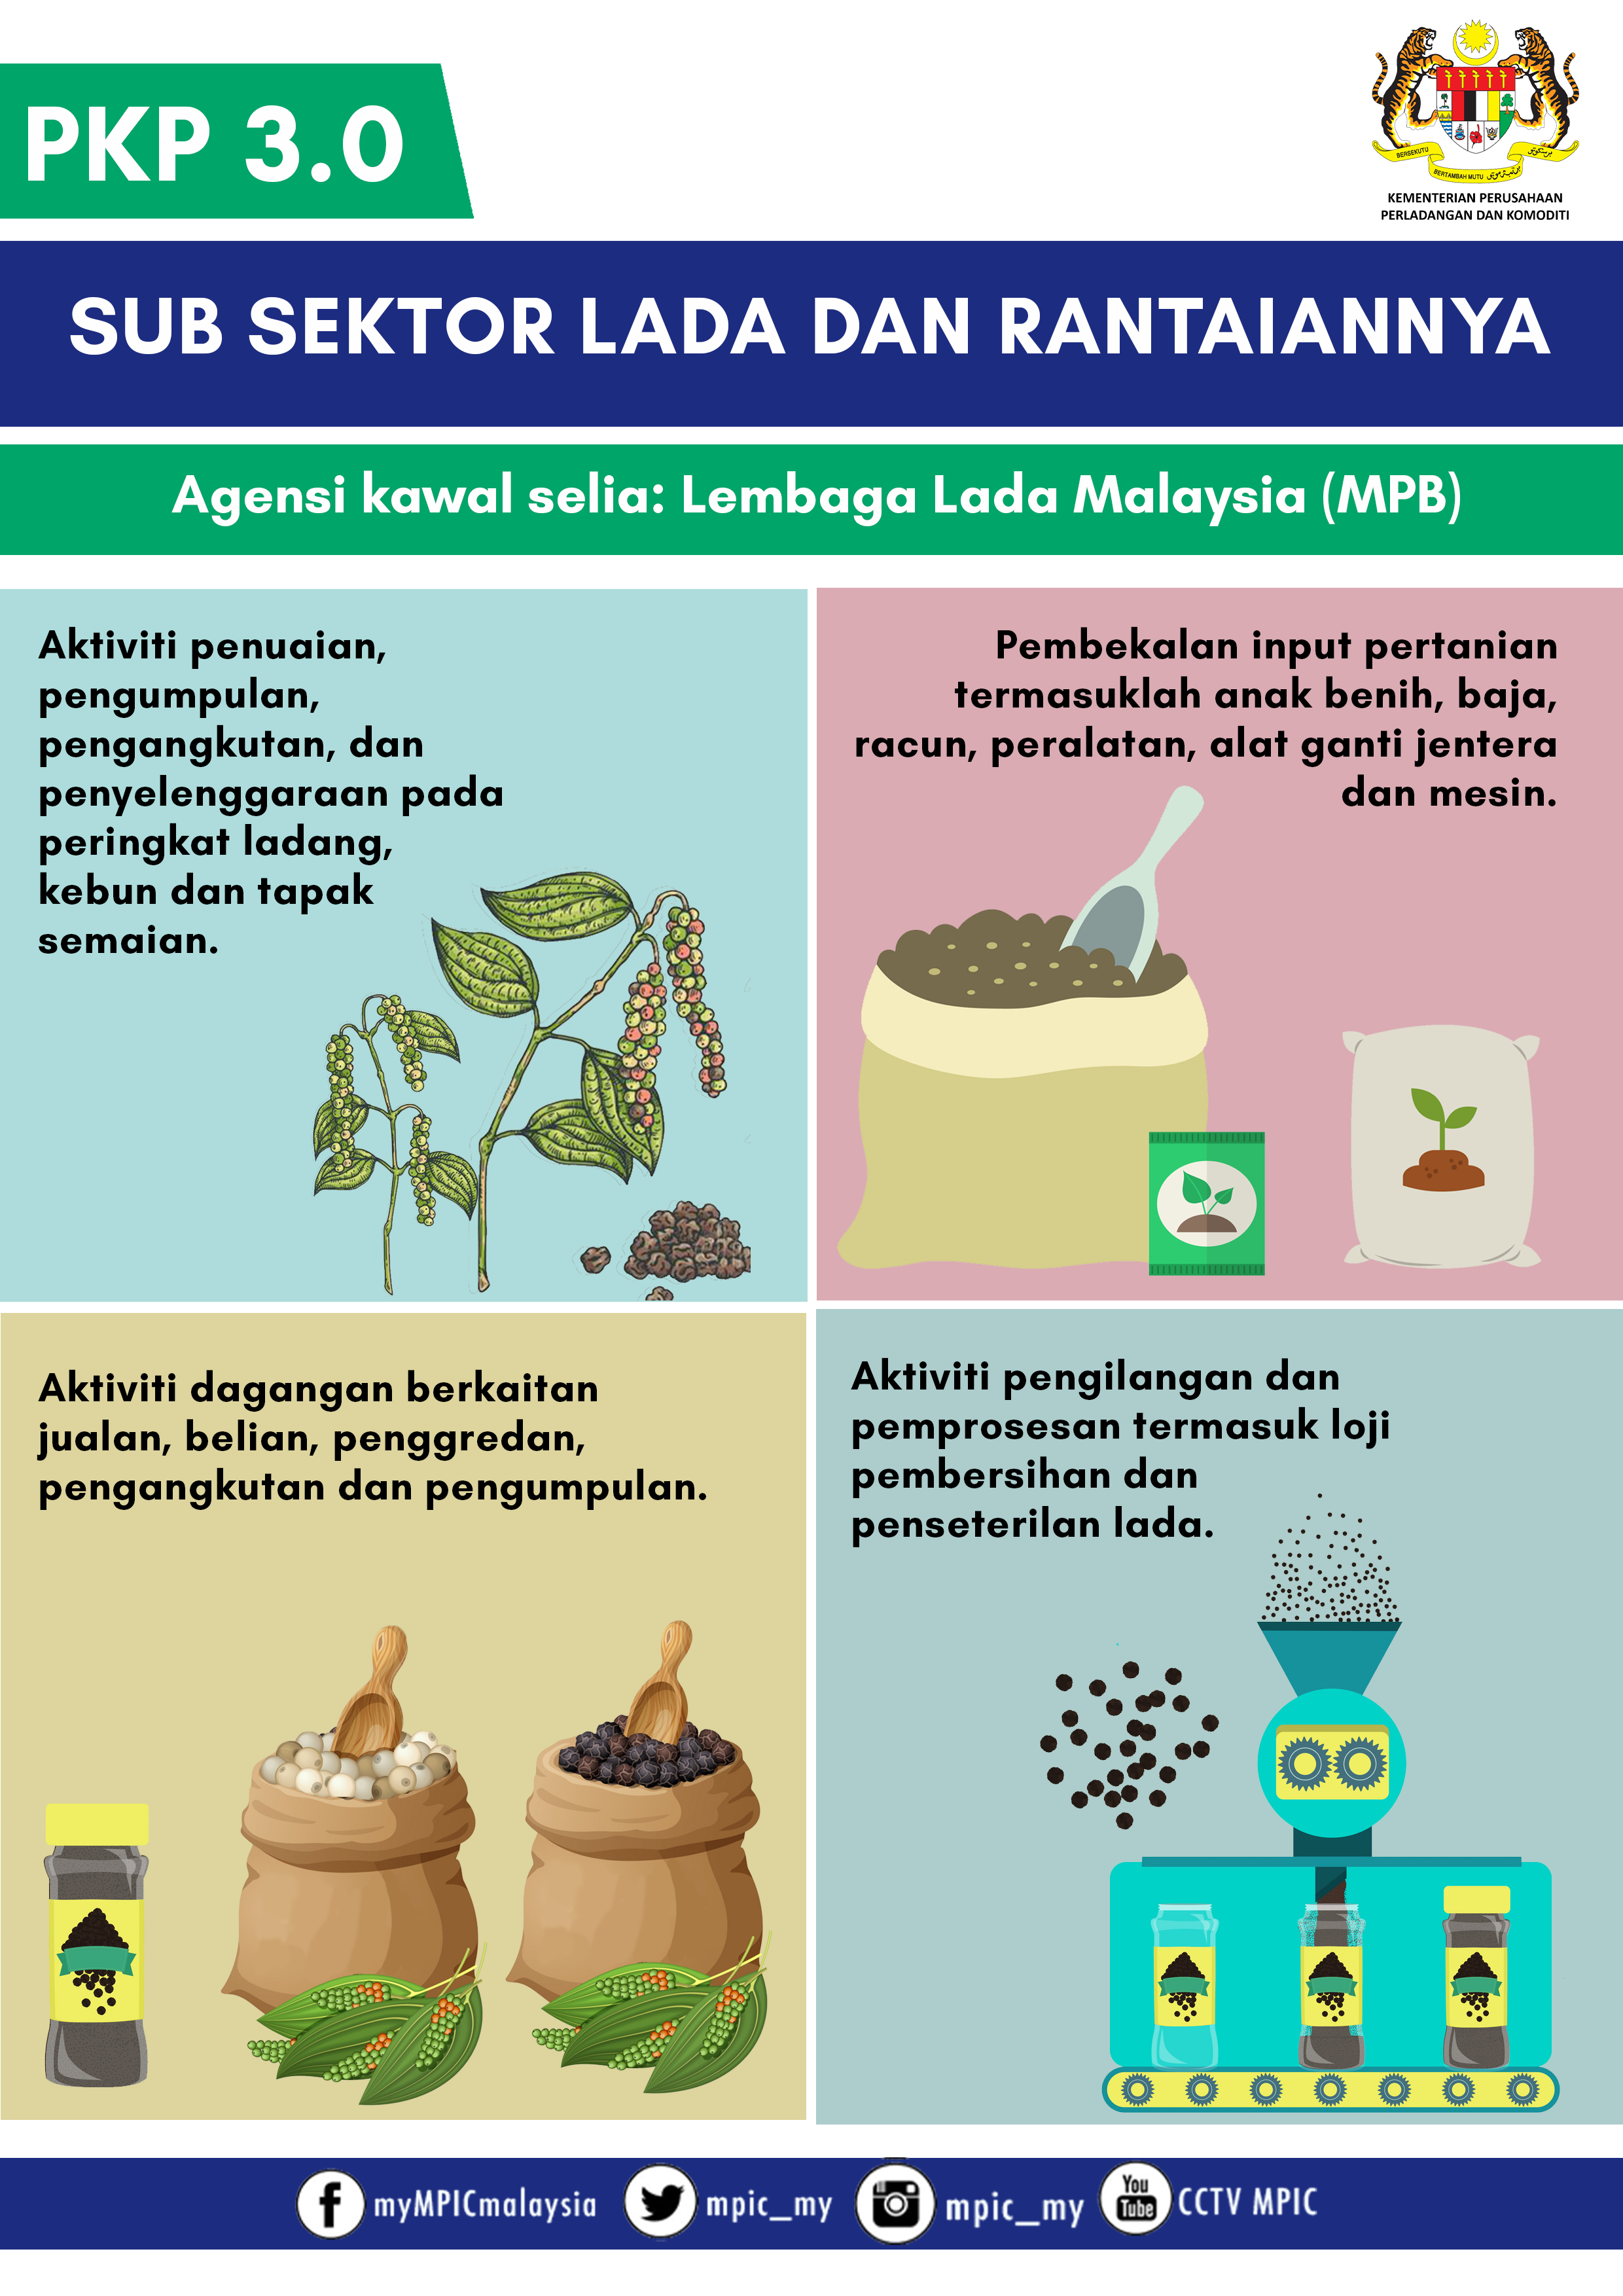 PKP 3.0
BERSEKUTU
BERTAMBAH MUTU
KEMENTERIAN PERUSAHAAN
PERLADANGAN DAN KOMODITI
SUB SEKTOR LADA DAN RANTAIANNYA
Agensi kawal selia: Lembaga Lada Malaysia (MPB)
Aktiviti penuaian,
pengumpulan,
pengangkutan, dan
penyelenggaraan pada
peringkat ladang,
kebun dan tapak
semaian.
Pembekalan input pertanian
termasuklah anak benih, baja,
racun, peralatan, alat ganti jentera
dan mesin.
Aktiviti dagangan berkaitan
jualan, belian, penggredan,
pengangkutan dan pengumpulan.
Aktiviti pengilangan dan
pemprosesan termasuk loji
pembersihan dan
penseterilan lada.
myMPICmalaysia
mpic_my
mpic_my
You
Tube
CCTV MPIC